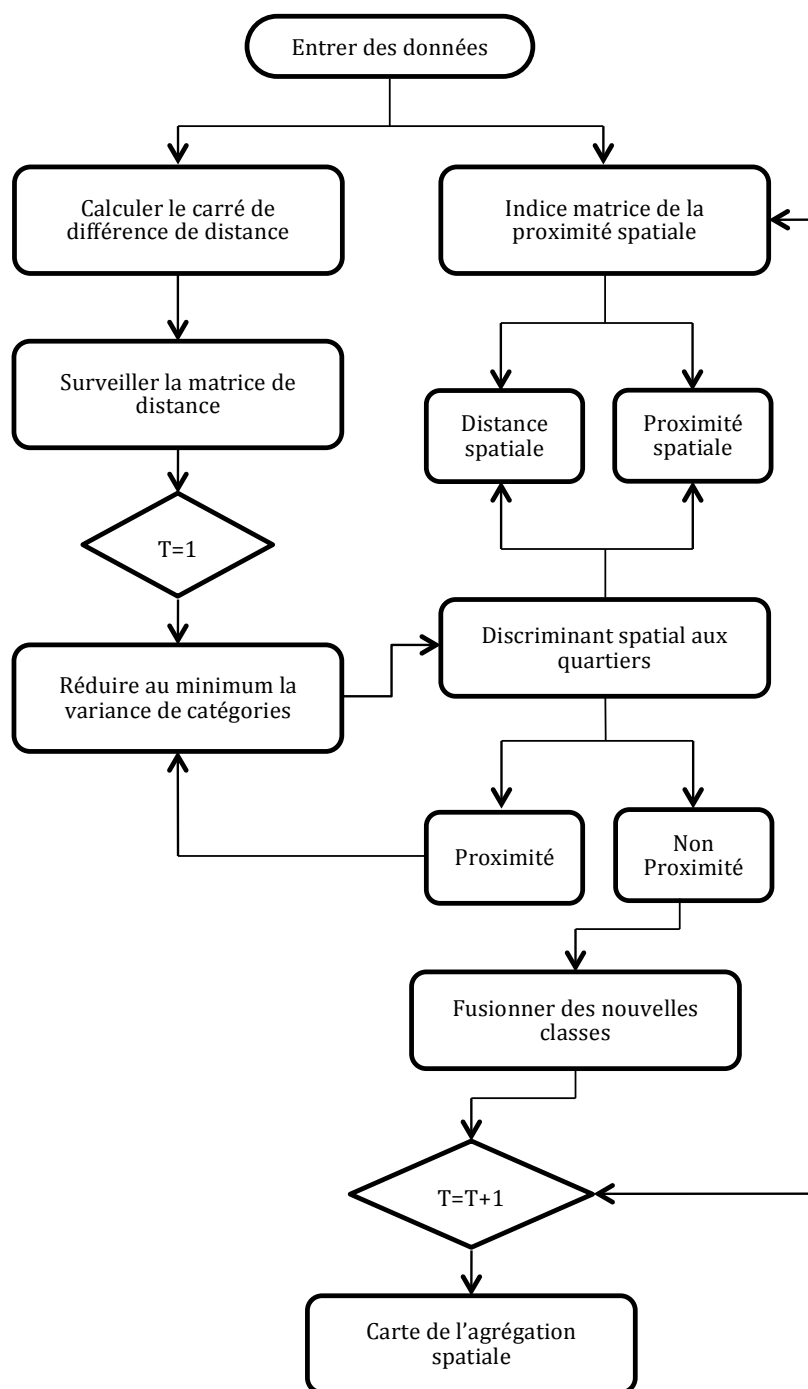 Entrer des données
Calculer le carré de
différence de distance
Indice matrice de la
proximité spatiale
Surveiller la matrice de
distance
Distance
spatiale
Proximité
spatiale
T=1
Discriminant spatial aux
quartiers
Réduire au minimum la
variance de catégories
Proximité
Non
Proximité
Fusionner des nouvelles
classes
T=T+1
Carte de l’agrégation
spatiale